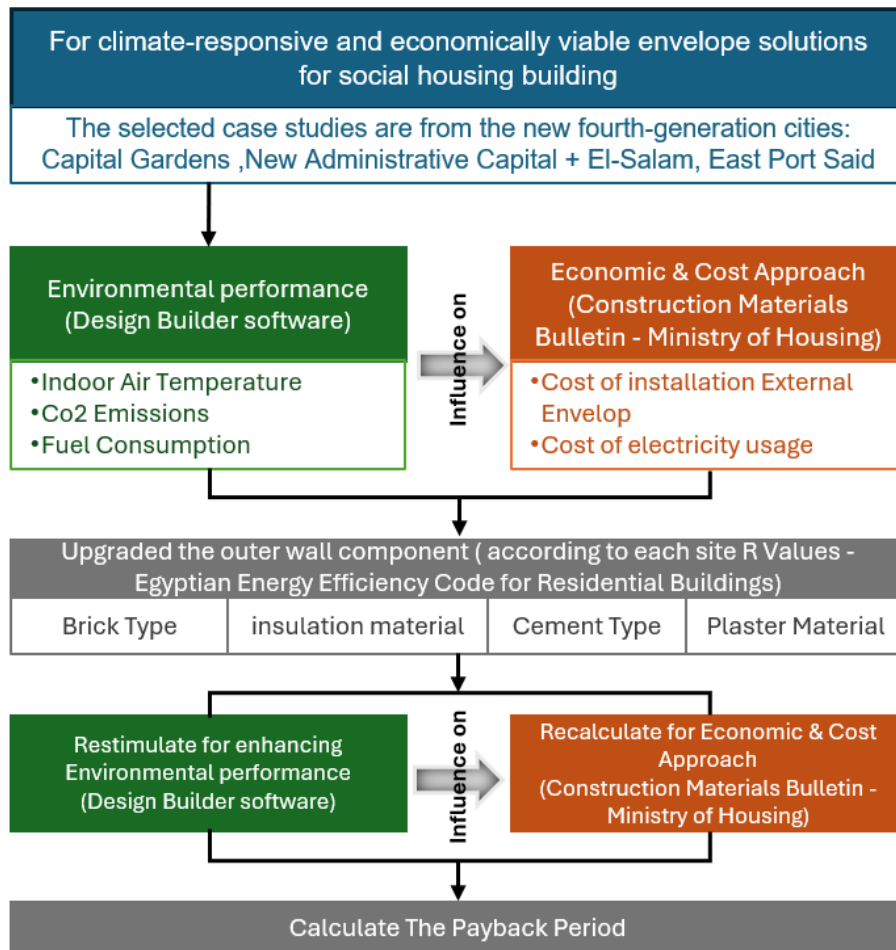 For climate-responsive and economically viable envelope solutions
for social housing building
The selected case studies are from the new fourth-generation cities:
Capital Gardens ,New Administrative Capital + El-Salam, East Port Said
Environmental performance
(Design Builder software)
•Indoor Air Temperature
•Co2 Emissions
•Fuel Consumption
Influence on
Economic & Cost Approach
(Construction Materials
Bulletin - Ministry of Housing)
•Cost of installation External
Envelop
•Cost of electricity usage
Upgraded the outer wall component ( according to each site R Values -
Egyptian Energy Efficiency Code for Residential Buildings)
Brick Type
insulation material
Cement Type
Plaster Material
Restimulate for enhancing
Environmental performance
(Design Builder software)
Influence on
Recalculate for Economic & Cost
Approach
(Construction Materials Bulletin -
Ministry of Housing)
Calculate The Payback Period